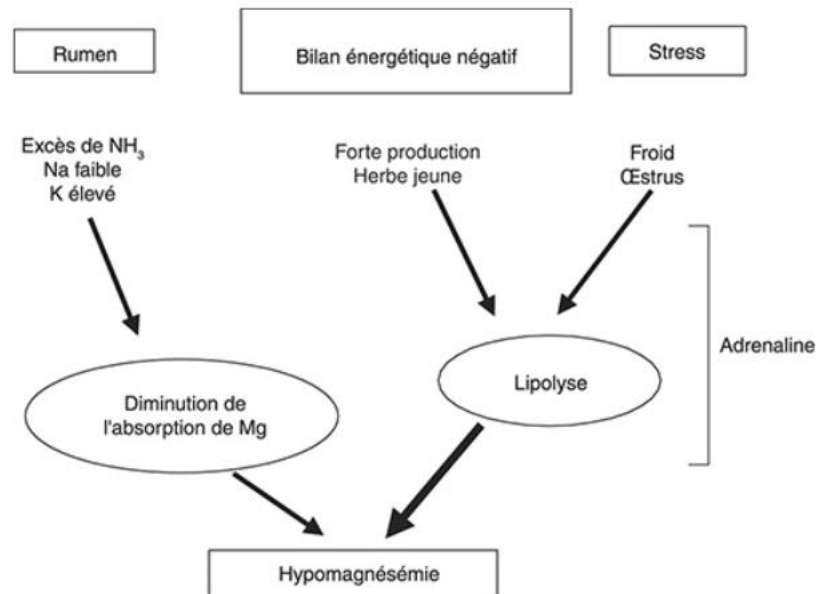 Rumen
Bilan énergétique négatif
Stress
Excès de NH₃
Na faible
K élevé
Forte production
Herbe jeune
Froid
Œstrus
Adrenaline
Lipolyse
Diminution de
l'absorption de Mg
Hypomagnésémie